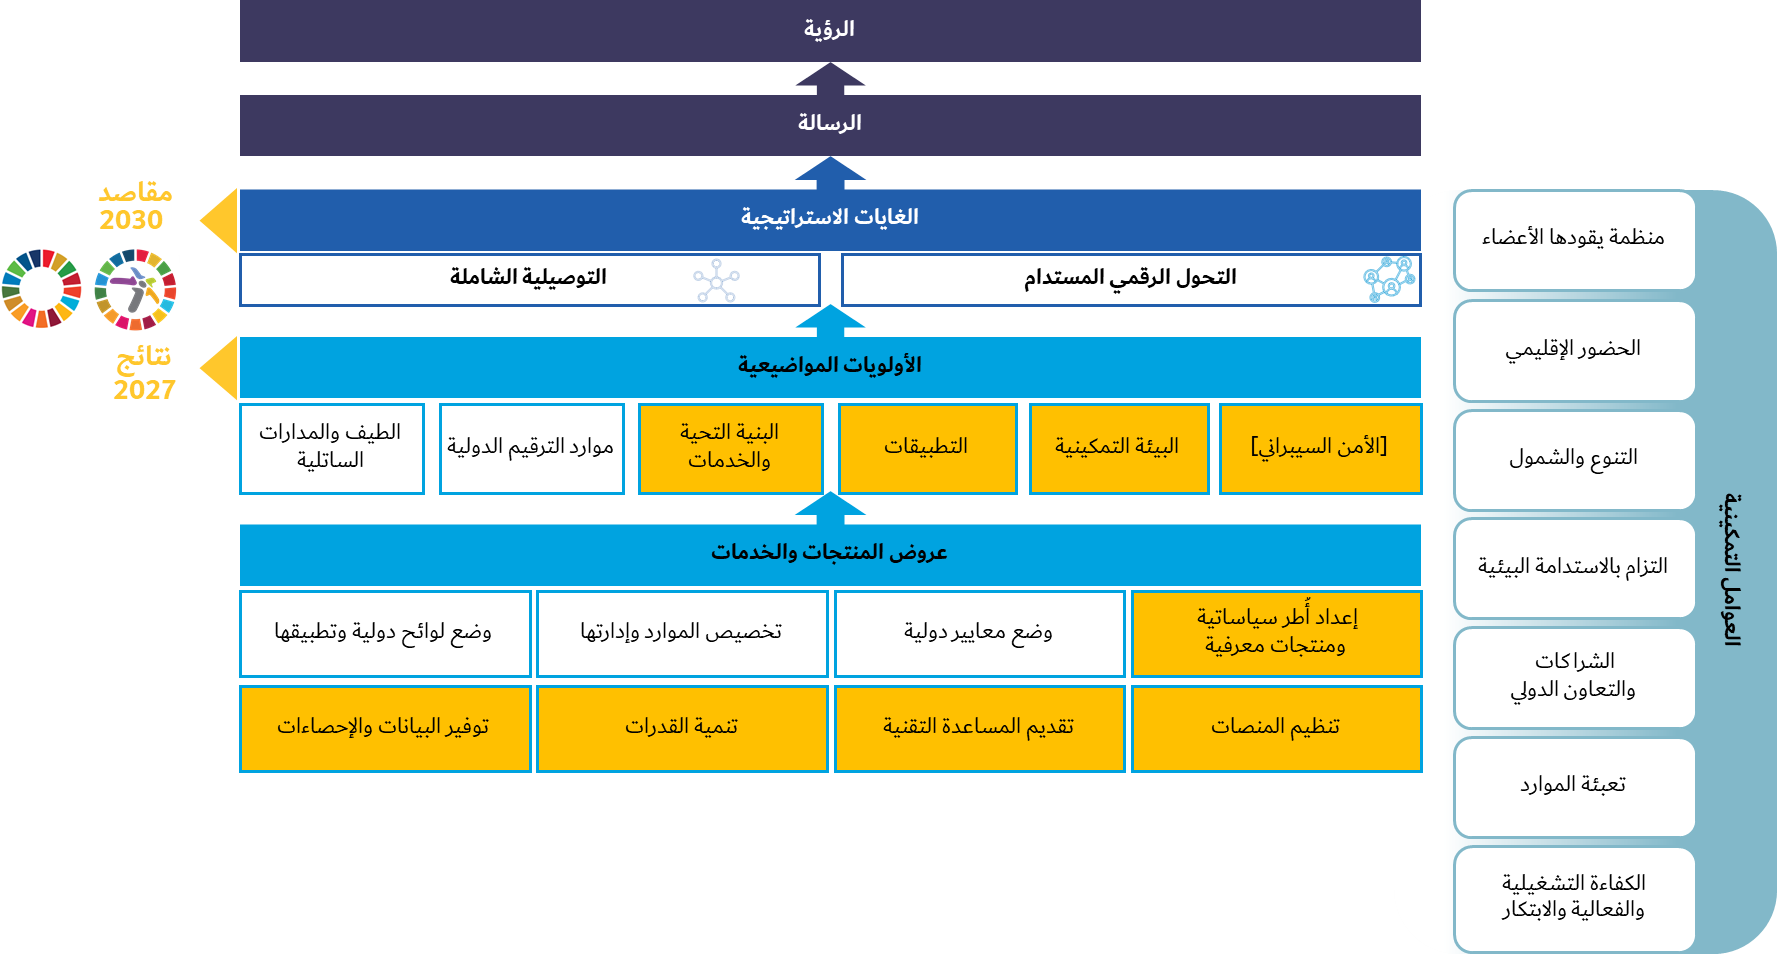 الرؤية
الرسالة
مقاصد
2030
الغايات الاستراتيجية
التحول الرقمي المستدام
التوصيلية الشاملة
نتائج
2027
الأولويات المواضيعية
[الأمن السيبراني]
البيئة التمكينية
التطبيقات
البنية التحية
والخدمات
موارد الترقيم الدولية
الطيف والمدارات
الساتلية
عروض المنتجات والخدمات
إعداد أُطر سياساتية
ومنتجات معرفية
وضع معايير دولية
تخصيص الموارد وإدارتها
وضع لوائح دولية وتطبيقها
تنظيم المنصات
تقديم المساعدة التقنية
تنمية القدرات
توفير البيانات والإحصاءات
العوامل التمكينية
منظمة يقودها الأعضاء
الحضور الإقليمي
التنوع والشمول
التزام بالاستدامة البيئية
الشراكات
والتعاون الدولي
تعبئة الموارد
الكفاءة التشغيلية
والفعالية والابتكار